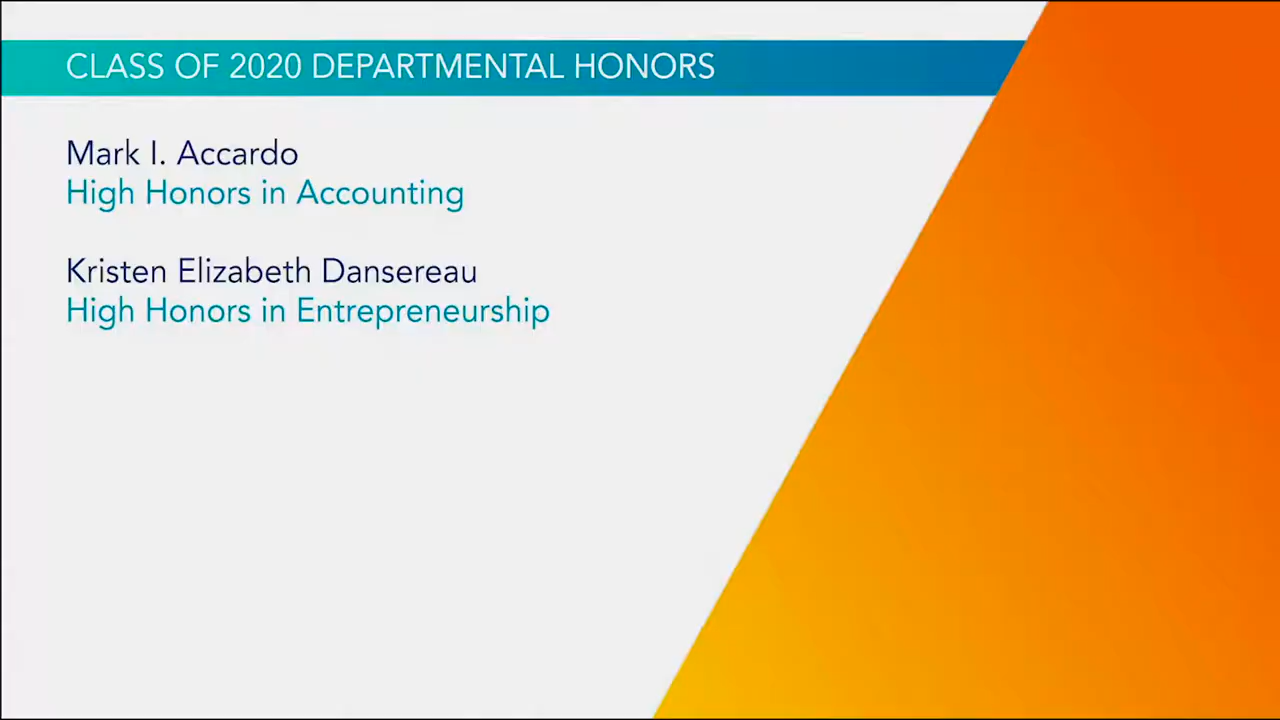 CLASS OF 2020 DEPARTMENTAL HONORS
Mark I. Accardo
High Honors in Accounting
Kristen Elizabeth Dansereau
High Honors in Entrepreneurship